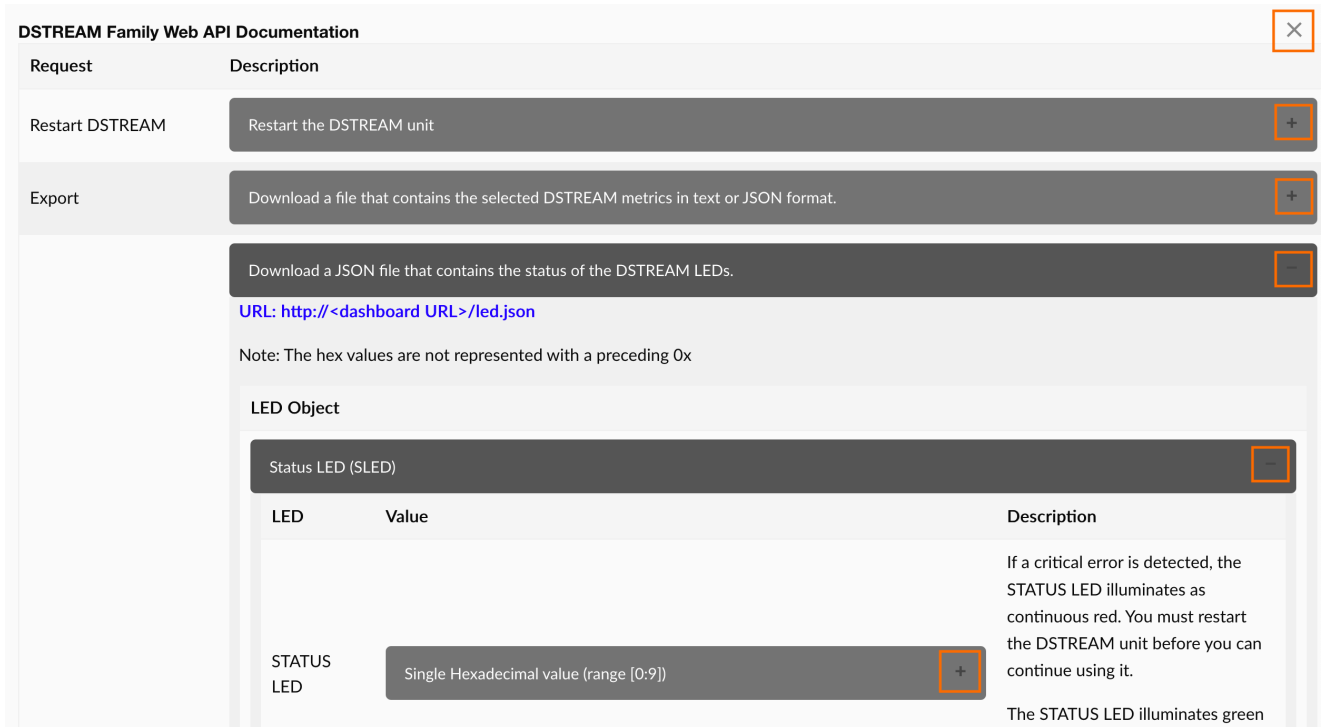 DSTREAM Family Web API Documentation
Request Description
Restart DSTREAM Restart the DSTREAM unit
Export Download a file that contains the selected DSTREAM metrics in text or JSON format.
Download a JSON file that contains the status of the DSTREAM LEDs.
URL: http://<dashboard URL>/led.json
Note: The hex values are not represented with a preceding 0x
LED Object
Status LED (SLED)
LED Value Description
STATUS
LED
Single Hexadecimal value (range [0:9])
If a critical error is detected, the
STATUS LED illuminates as
continuous red. You must restart
the DSTREAM unit before you can
continue using it.
The STATUS LED illuminates green